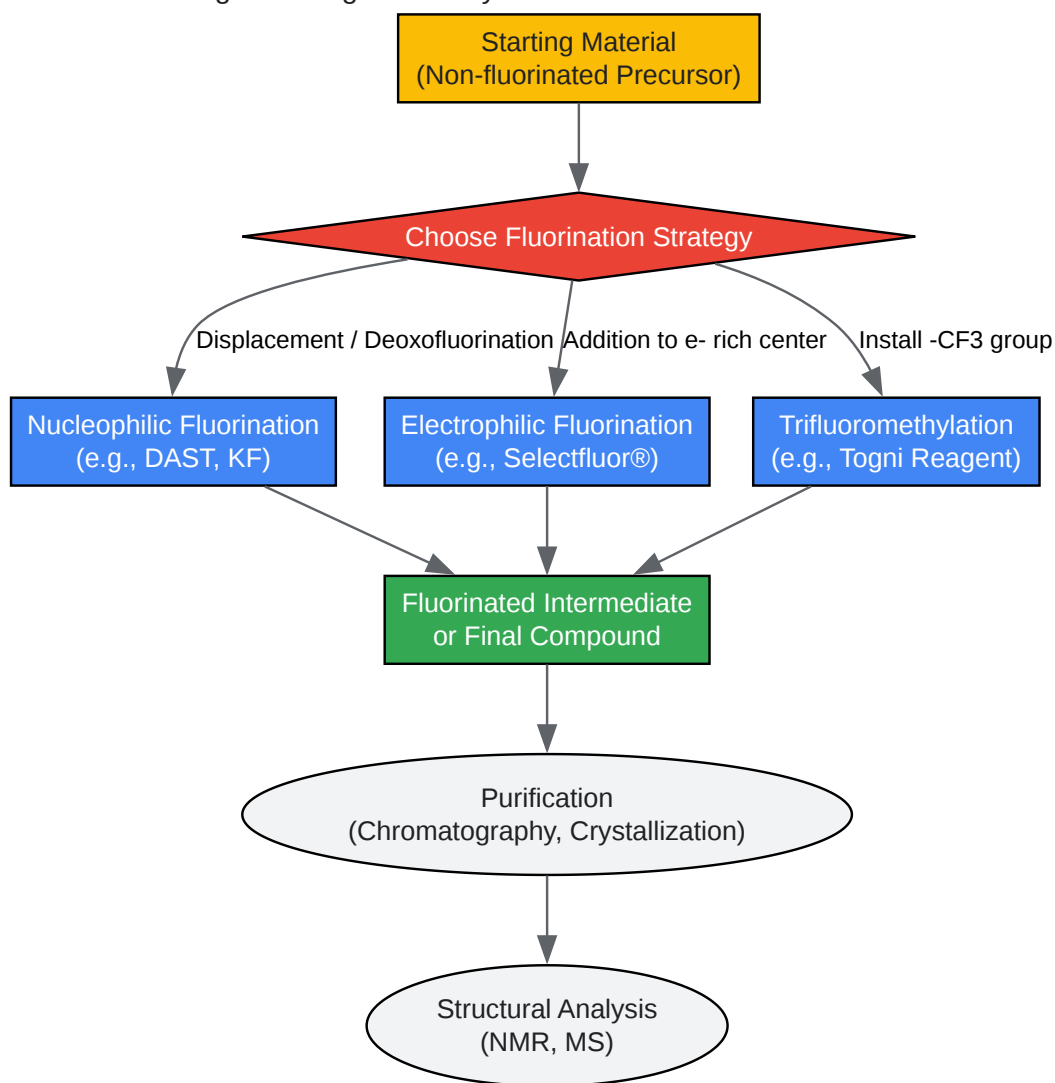 Starting Material
(Non-fluorinated Precursor)
Choose Fluorination Strategy
Displacement / Deoxofluorination
Addition to e- rich center
Install -CF3 group
Nucleophilic Fluorination
(e.g., DAST, KF)
Electrophilic Fluorination
(e.g., Selectfluor®)
Trifluoromethylation
(e.g., Togni Reagent)
Fluorinated Intermediate
or Final Compound
Purification
(Chromatography, Crystallization)
Structural Analysis
(NMR, MS)